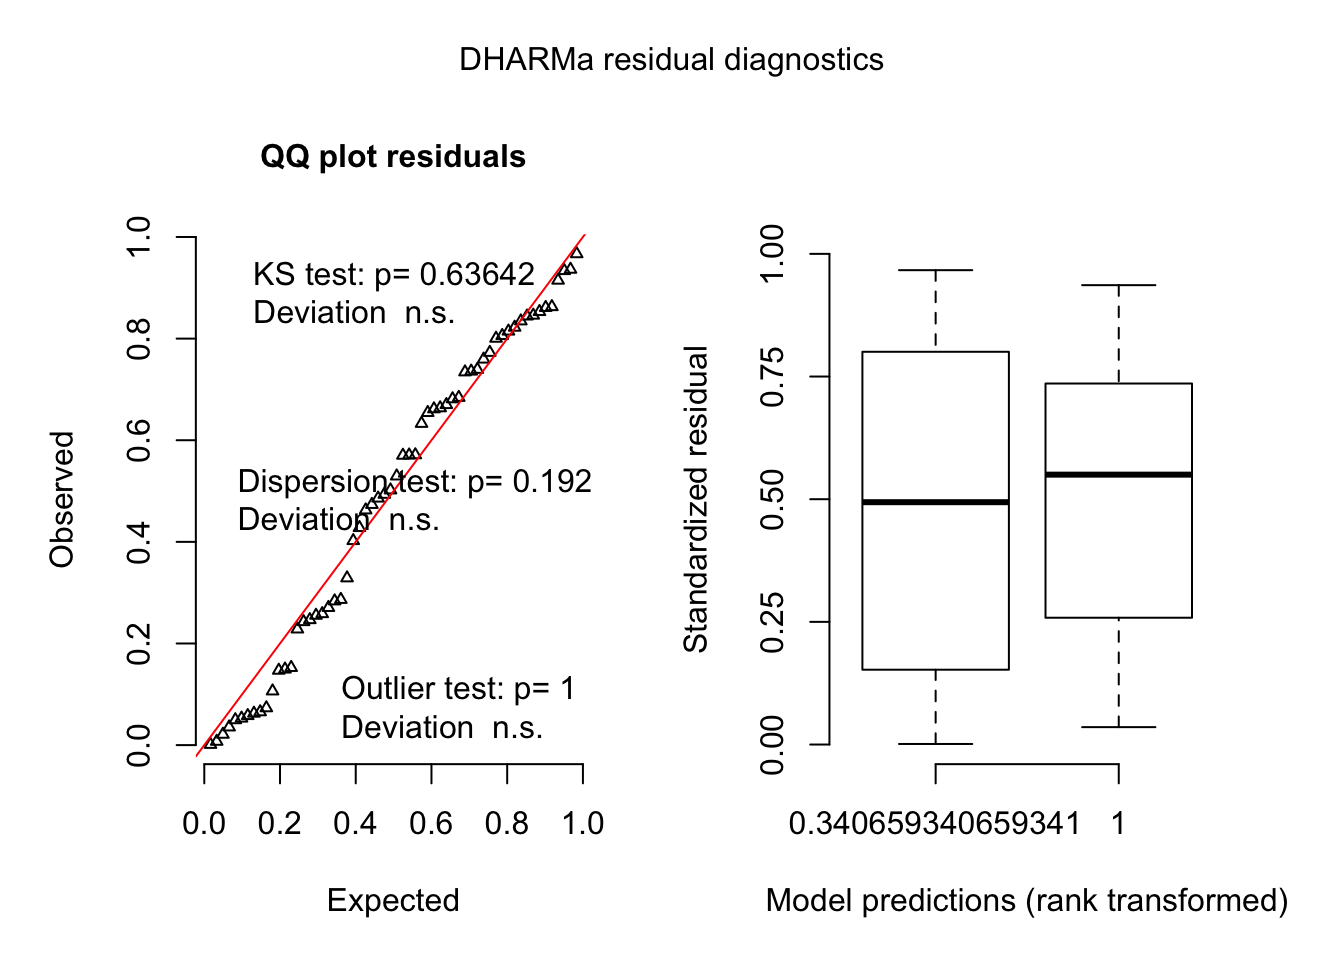 DHARMa residual diagnostics
QQ plot residuals
KS test: p= 0.63642
Deviation  n.s.
Dispersion test: p= 0.192
Deviation  n.s.
Outlier test: p= 1
Deviation  n.s.
Observed
0.0 0.2 0.4 0.6 0.8 1.0
0.0 0.2 0.4 0.6 0.8 1.0
Expected
Standardized residual
0.00 0.25 0.50 0.75 1.00
0.340659340659341 1
Model predictions (rank transformed)